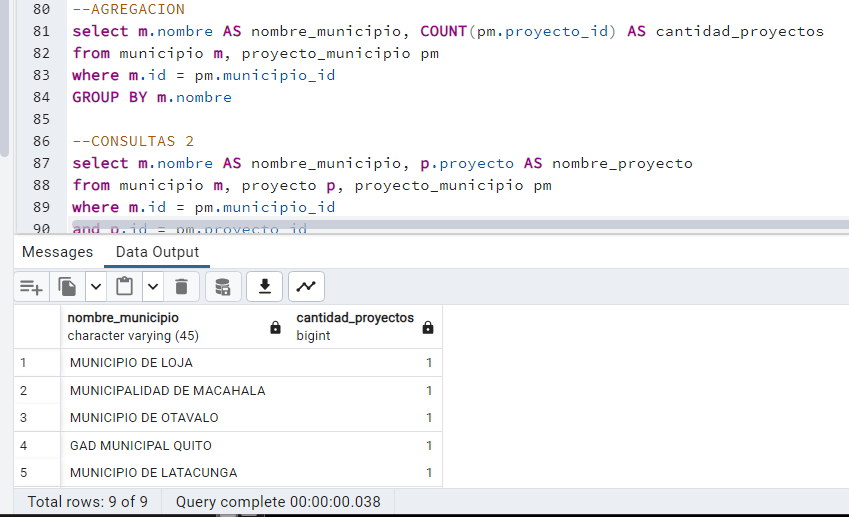 80 --AGREGACION
81 select m.nombre AS nombre_municipio, COUNT(pm.proyecto_id) AS cantidad_proyectos
82 from municipio m, proyecto_municipio pm
83 where m.id = pm.municipio_id
84 GROUP BY m.nombre
85
86 --CONSULTAS 2
87 select m.nombre AS nombre_municipio, p.proyecto AS nombre_proyecto
88 from municipio m, proyecto p, proyecto_municipio pm
89 where m.id = pm.municipio_id
90 and p.id = pm.proyecto_id
Messages Data Output
nombre_municipio cantidad_proyectos
character varying (45) bigint
1 MUNICIPIO DE LOJA 1
2 MUNICIPALIDAD DE MACAHALA 1
3 MUNICIPIO DE OTAVALO 1
4 GAD MUNICIPAL QUITO 1
5 MUNICIPIO DE LATACUNGA 1
Total rows: 9 of 9 Query complete 00:00:00.038